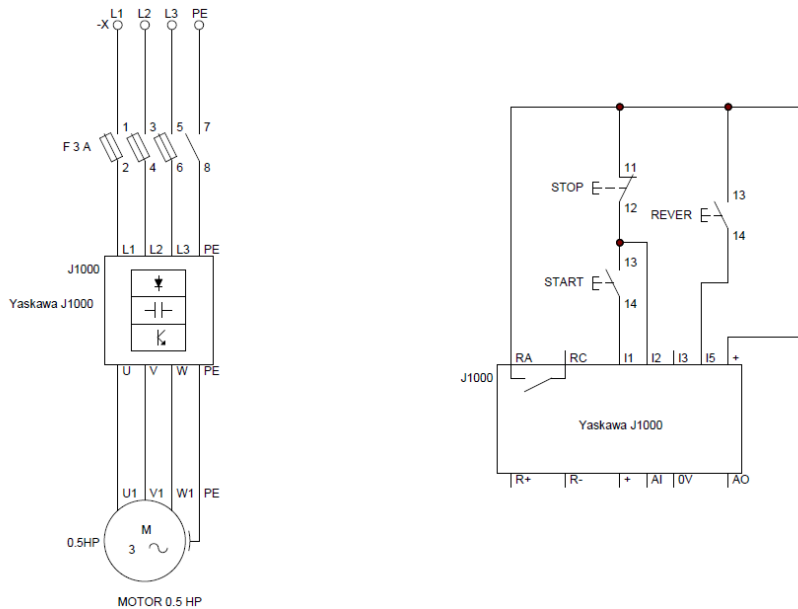 L1 L2 L3 PE
-X
1 3 5 7
F 3 A
2 4 6 8
L1 L2 L3 PE
J1000
Yaskawa J1000
U V W PE
U1 V1 W1 PE
M
0.5HP
3
MOTOR 0.5 HP
11
STOP
12
13
REVER
14
13
START
14
RA RC I1 I2 I3 I5 +
J1000
Yaskawa J1000
R+ R- + AI 0V AO